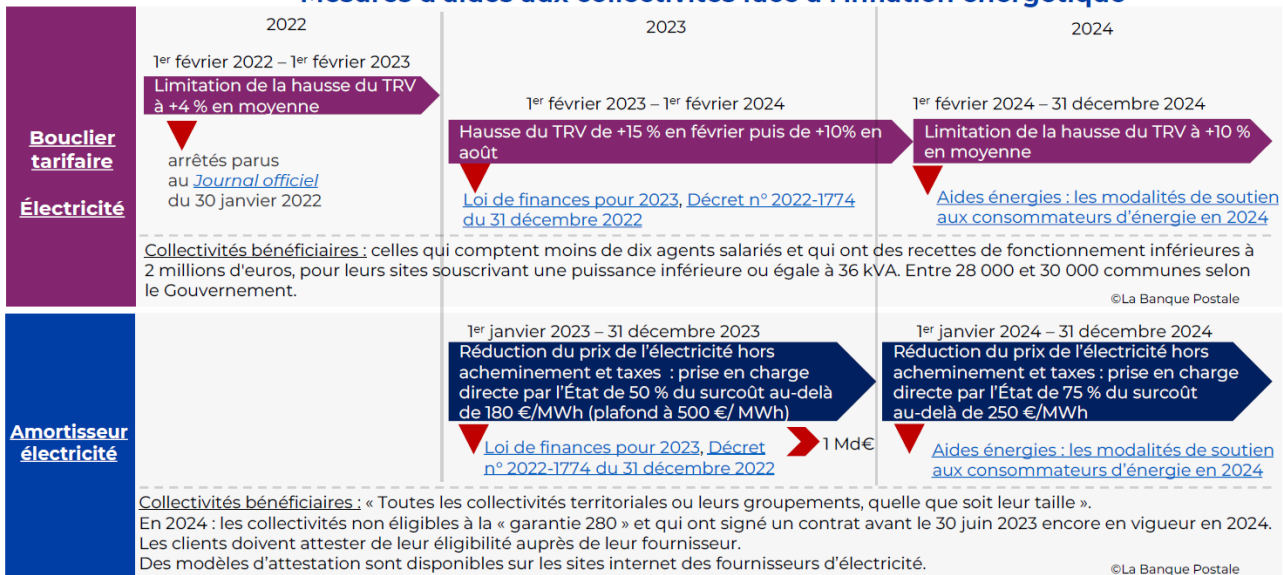 Mesures d'aides aux collectivités face à l'inflation énergétique
2022
2023
2024
Bouclier
tarifaire
Électricité
1er février 2022 – 1er février 2023
Limitation de la hausse du TRV
à +4 % en moyenne
arrêtés parus
au Journal officiel
du 30 janvier 2022
1er février 2023 – 1er février 2024
Hausse du TRV de +15 % en février puis de +10% en
août
Loi de finances pour 2023, Décret n° 2022-1774
du 31 décembre 2022
1er février 2024 – 31 décembre 2024
Limitation de la hausse du TRV à +10 %
en moyenne
Aides énergies : les modalités de soutien
aux consommateurs d'énergie en 2024
Collectivités bénéficiaires : celles qui comptent moins de dix agents salariés et qui ont des recettes de fonctionnement inférieures à
2 millions d'euros, pour leurs sites souscrivant une puissance inférieure ou égale à 36 kVA. Entre 28 000 et 30 000 communes selon
le Gouvernement.
©La Banque Postale
Amortisseur
électricité
1er janvier 2023 – 31 décembre 2023
Réduction du prix de l'électricité hors
acheminement et taxes : prise en charge
directe par l'État de 50 % du surcoût au-delà
de 180 €/MWh (plafond à 500 €/ MWh)
Loi de finances pour 2023, Décret
n° 2022-1774 du 31 décembre 2022
1 Md€
1er janvier 2024 – 31 décembre 2024
Réduction du prix de l'électricité hors
acheminement et taxes : prise en charge
directe par l'État de 75 % du surcoût
au-delà de 250 €/MWh
Aides énergies : les modalités de soutien
aux consommateurs d'énergie en 2024
Collectivités bénéficiaires : « Toutes les collectivités territoriales ou leurs groupements, quelle que soit leur taille ».
En 2024 : les collectivités non éligibles à la « garantie 280 » et qui ont signé un contrat avant le 30 juin 2023 encore en vigueur en 2024.
Les clients doivent attester de leur éligibilité auprès de leur fournisseur.
Des modèles d'attestation sont disponibles sur les sites internet des fournisseurs d'électricité.
©La Banque Postale